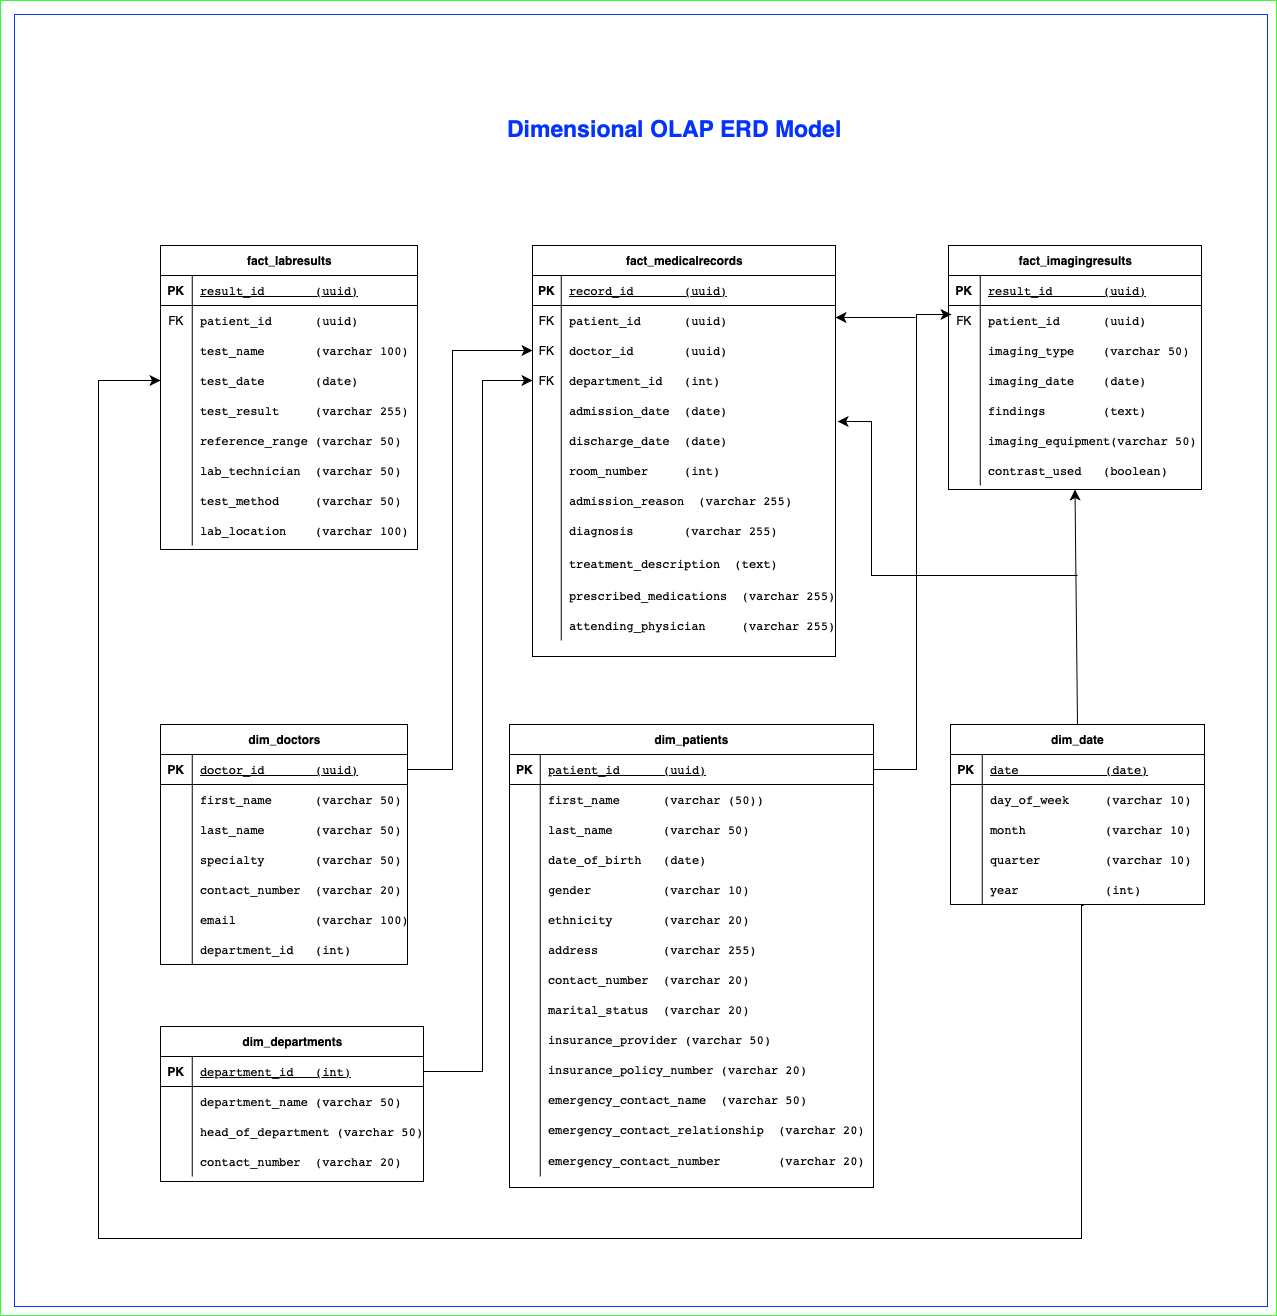 Dimensional OLAP ERD Model
fact_labresults
PK result_id (uuid)
FK patient_id (uuid)
test_name (varchar 100)
test_date (date)
test_result (varchar 255)
reference_range (varchar 50)
lab_technician (varchar 50)
test_method (varchar 50)
lab_location (varchar 100)
fact_medicalrecords
PK record_id (uuid)
FK patient_id (uuid)
FK doctor_id (uuid)
FK department_id (int)
admission_date (date)
discharge_date (date)
room_number (int)
admission_reason (varchar 255)
diagnosis (varchar 255)
treatment_description (text)
prescribed_medications (varchar 255)
attending_physician (varchar 255)
fact_imagingresults
PK result_id (uuid)
FK patient_id (uuid)
imaging_type (varchar 50)
imaging_date (date)
findings (text)
imaging_equipment(varchar 50)
contrast_used (boolean)
dim_doctors
PK doctor_id (uuid)
first_name (varchar 50)
last_name (varchar 50)
specialty (varchar 50)
contact_number (varchar 20)
email (varchar 100)
department_id (int)
dim_patients
PK patient_id (uuid)
first_name (varchar (50))
last_name (varchar 50)
date_of_birth (date)
gender (varchar 10)
ethnicity (varchar 20)
address (varchar 255)
contact_number (varchar 20)
marital_status (varchar 20)
insurance_provider (varchar 50)
insurance_policy_number (varchar 20)
emergency_contact_name (varchar 50)
emergency_contact_relationship (varchar 20)
emergency_contact_number (varchar 20)
dim_date
PK date (date)
day_of_week (varchar 10)
month (varchar 10)
quarter (varchar 10)
year (int)
dim_departments
PK department_id (int)
department_name (varchar 50)
head_of_department (varchar 50)
contact_number (varchar 20)